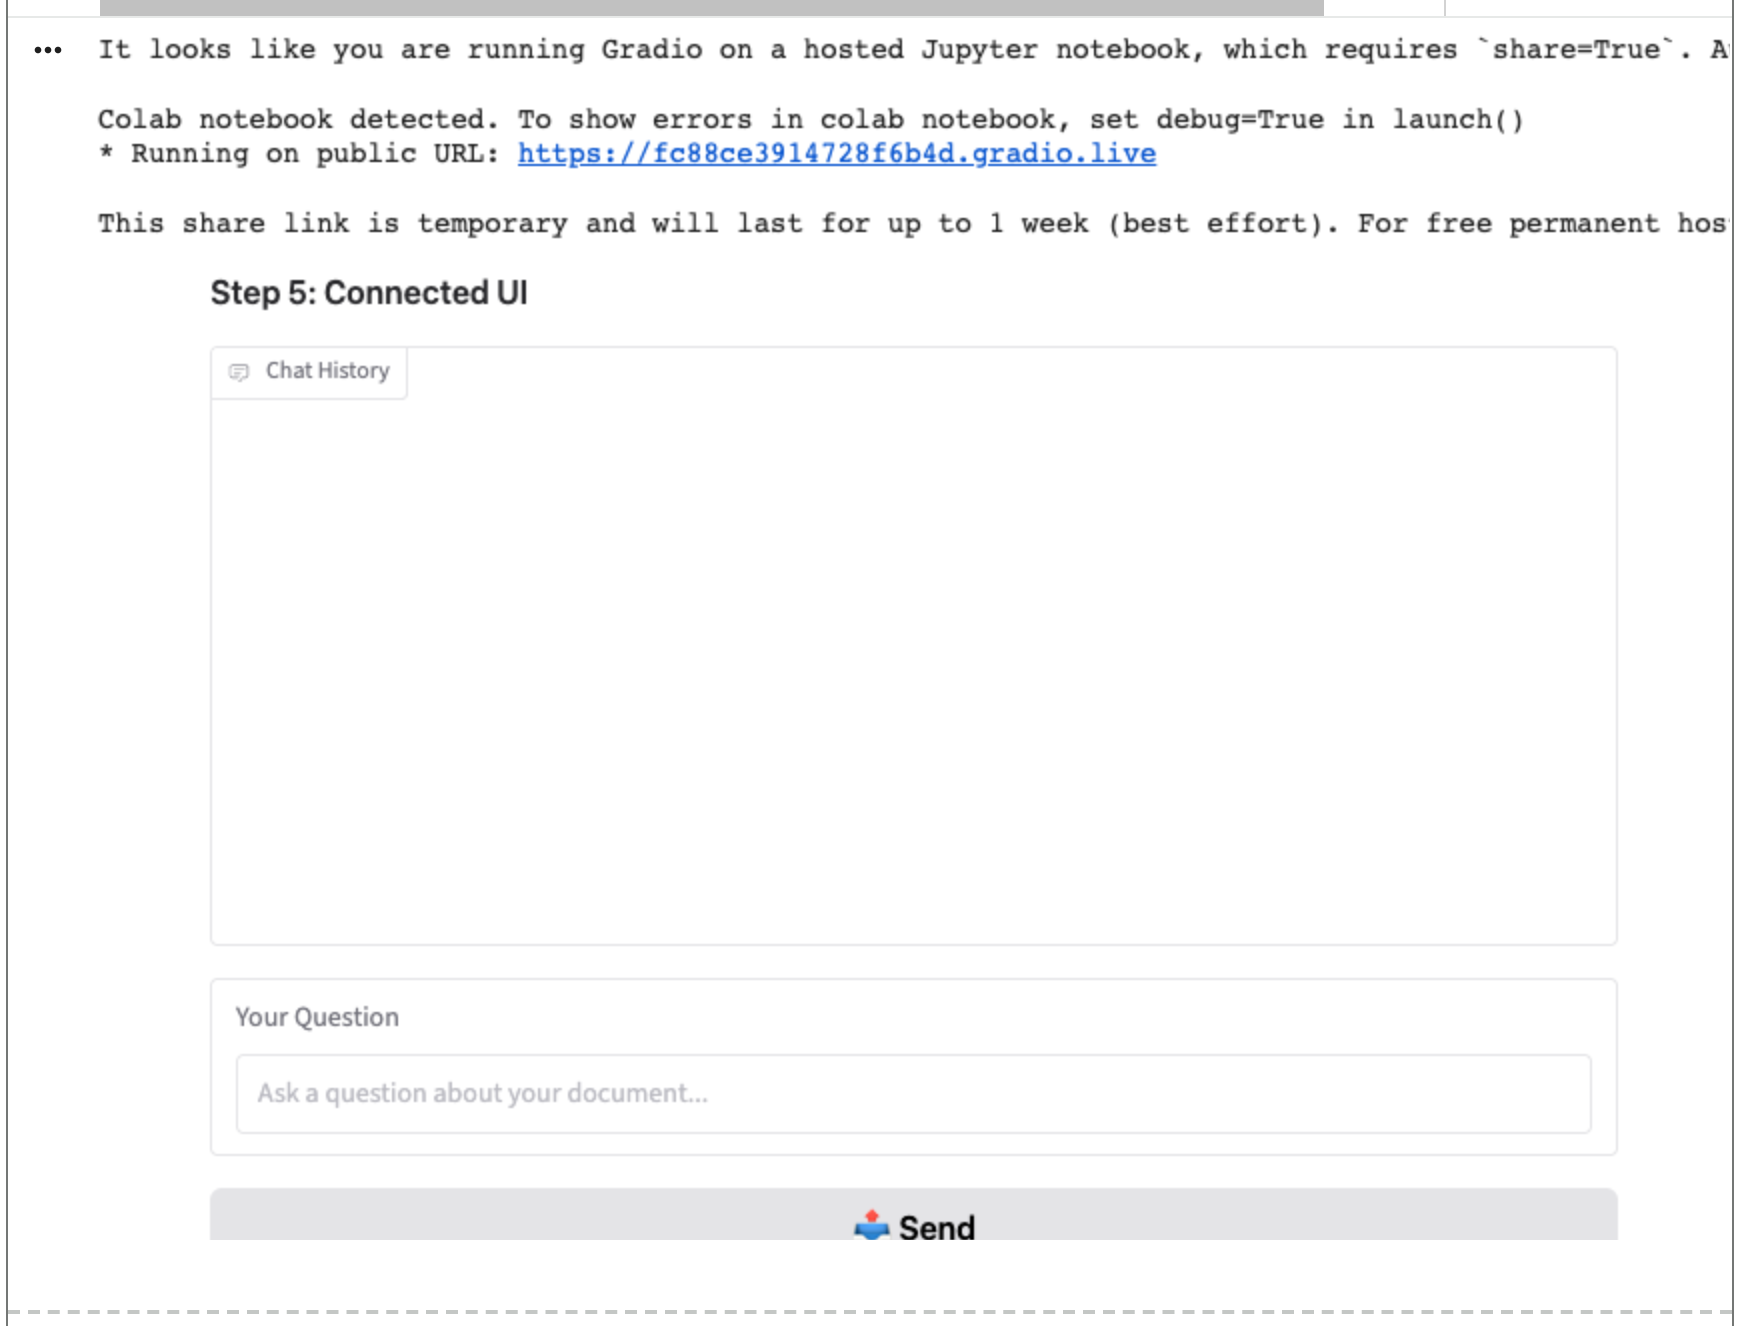 It looks like you are running Gradio on a hosted Jupyter notebook, which requires `share=True`.
Colab notebook detected. To show errors in colab notebook, set debug=True in launch()
* Running on public URL: https://fc88ce3914728f6b4d.gradio.live
This share link is temporary and will last for up to 1 week (best effort). For free permanent
Step 5: Connected UI
Chat History
Your Question
Ask a question about your document...
Send